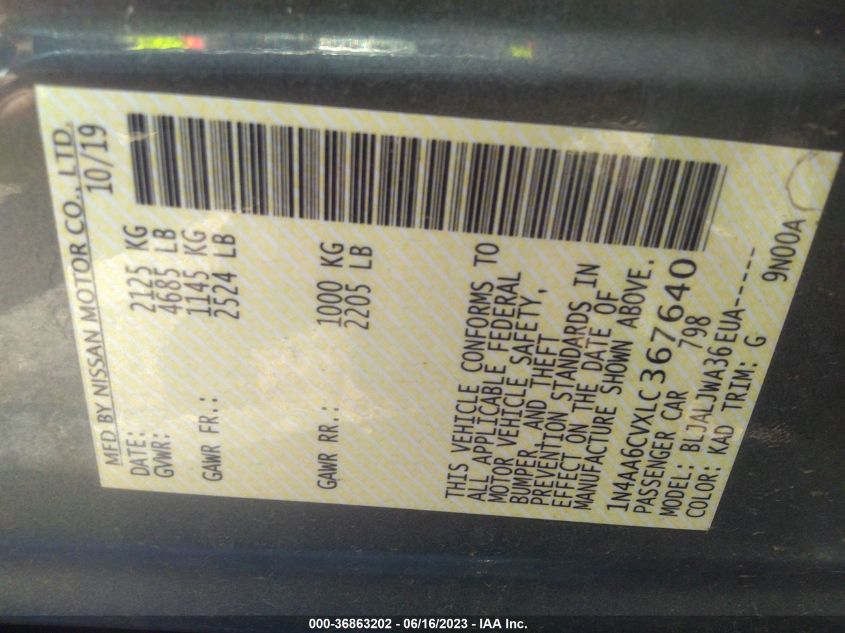 MFD BY NISSAN MOTOR CO., LTD.
DATE: 10/19
GVWR: 2125 KG
4685 LB
GAWR FR.: 1145 KG
2524 LB
GAWR RR.: 1000 KG
2205 LB
THIS VEHICLE CONFORMS TO
ALL APPLICABLE FEDERAL
MOTOR VEHICLE SAFETY,
BUMPER, AND THEFT
PREVENTION STANDARDS IN
EFFECT ON THE DATE OF
MANUFACTURE SHOWN ABOVE.
1N4AA6CVXLC367640
PASSENGER CAR 798
MODEL: BLJALJWA36EUA------
COLOR: KAD TRIM: G 9N00A
000-36863202 - 06/16/2023 - IAA Inc.